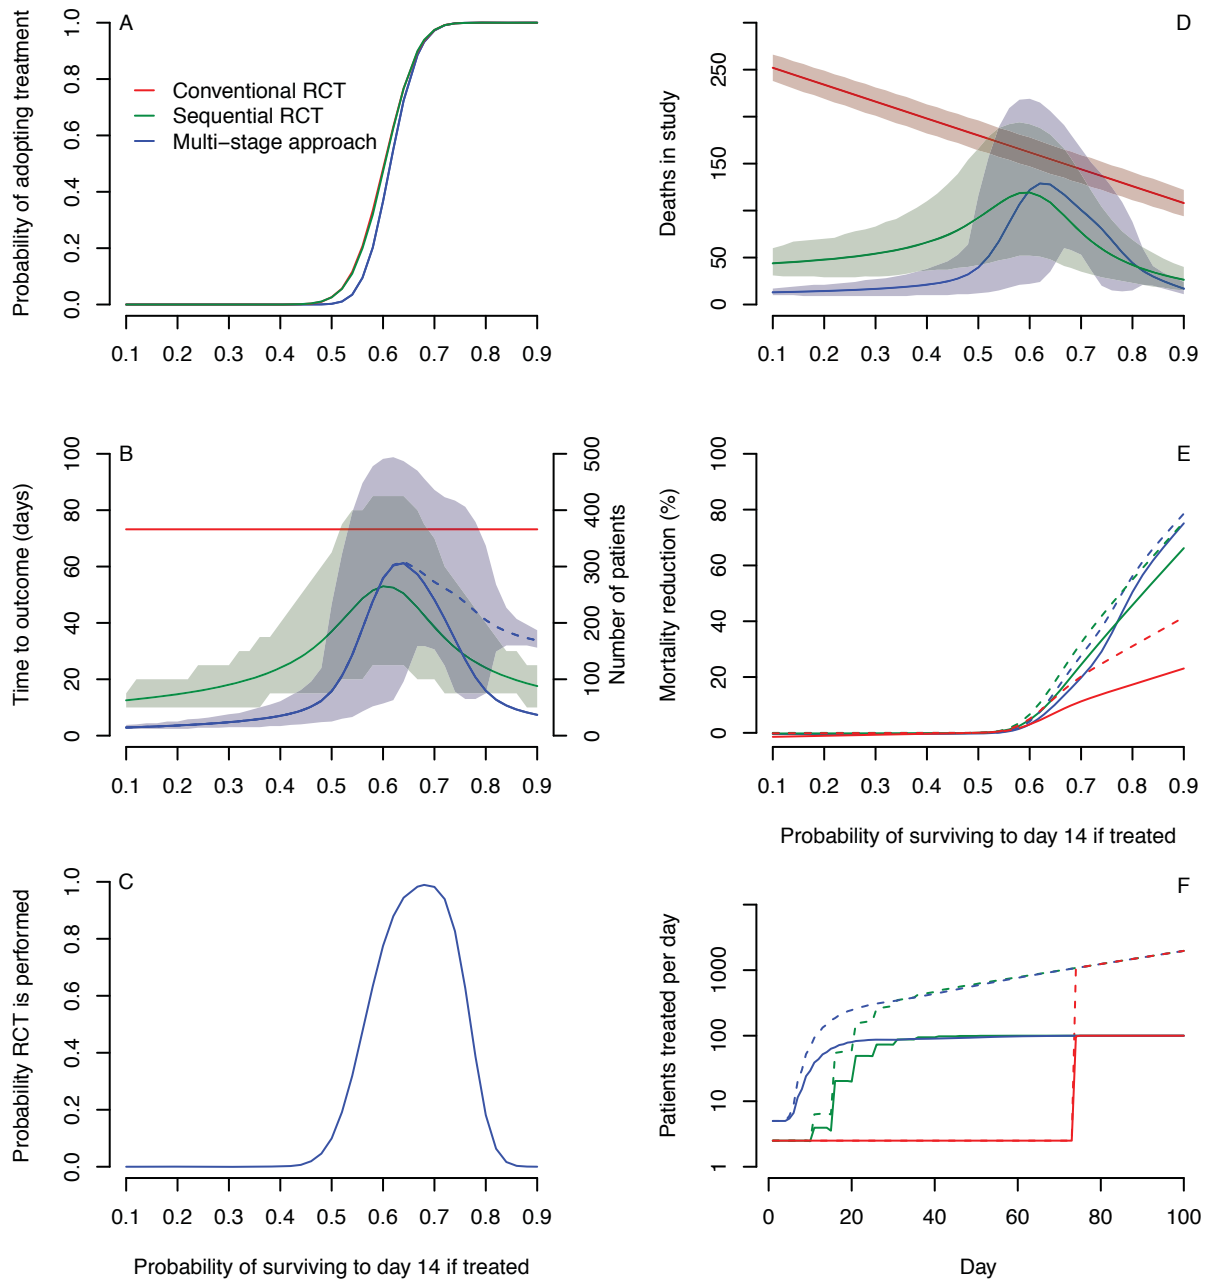 A
Probability of adopting treatment
1.0
0.8
0.6
0.4
0.2
0.0
Conventional RCT
Sequential RCT
Multi−stage approach
0.1 0.2 0.3 0.4 0.5 0.6 0.7 0.8 0.9
D
Deaths in study
250
150
50
0
0.1 0.2 0.3 0.4 0.5 0.6 0.7 0.8 0.9
B
Time to outcome (days)
100
80
60
40
20
0
Number of patients
500
400
300
200
100
0
0.1 0.2 0.3 0.4 0.5 0.6 0.7 0.8 0.9
E
Mortality reduction (%)
100
80
60
40
20
0
0.1 0.2 0.3 0.4 0.5 0.6 0.7 0.8 0.9
Probability of surviving to day 14 if treated
C
Probability RCT is performed
1.0
0.8
0.6
0.4
0.2
0.0
0.1 0.2 0.3 0.4 0.5 0.6 0.7 0.8 0.9
Probability of surviving to day 14 if treated
F
Patients treated per day
1000
100
10
1
0 20 40 60 80 100
Day